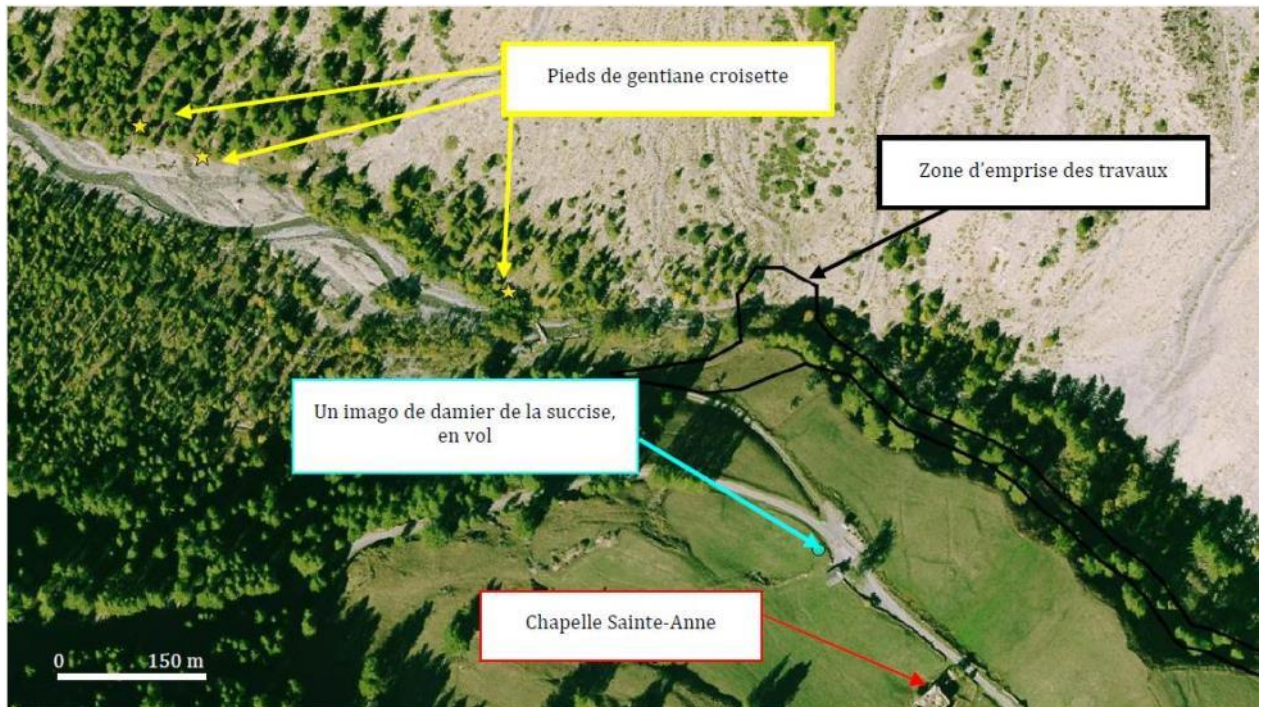 Pieds de gentiane croisette
Zone d'emprise des travaux
Un imago de damier de la succise,
en vol
Chapelle Sainte-Anne
0 150 m